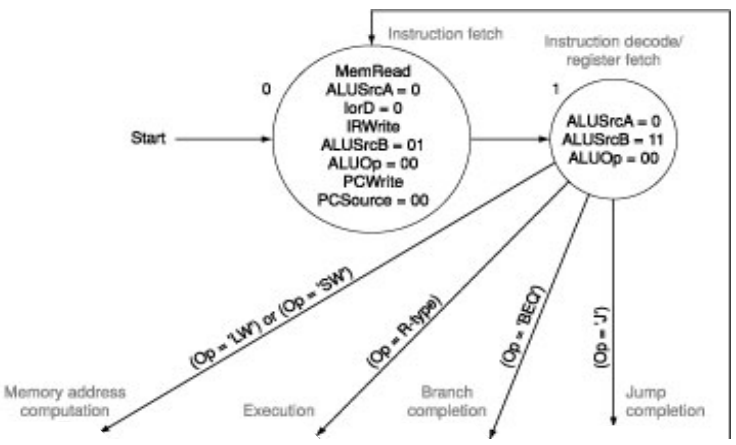 Instruction fetch
Instruction decode/
register fetch
0
MemRead
ALUSrcA = 0
IorD = 0
IRWrite
ALUSrcB = 01
ALUOp = 00
PCWrite
PCSource = 00
1
ALUSrcA = 0
ALUSrcB = 11
ALUOp = 00
Start
(Op = 'LW') or (Op = 'SW')
(Op = R-type)
(Op = 'BEQ')
(Op = 'J')
Memory address
computation
Execution
Branch
completion
Jump
completion